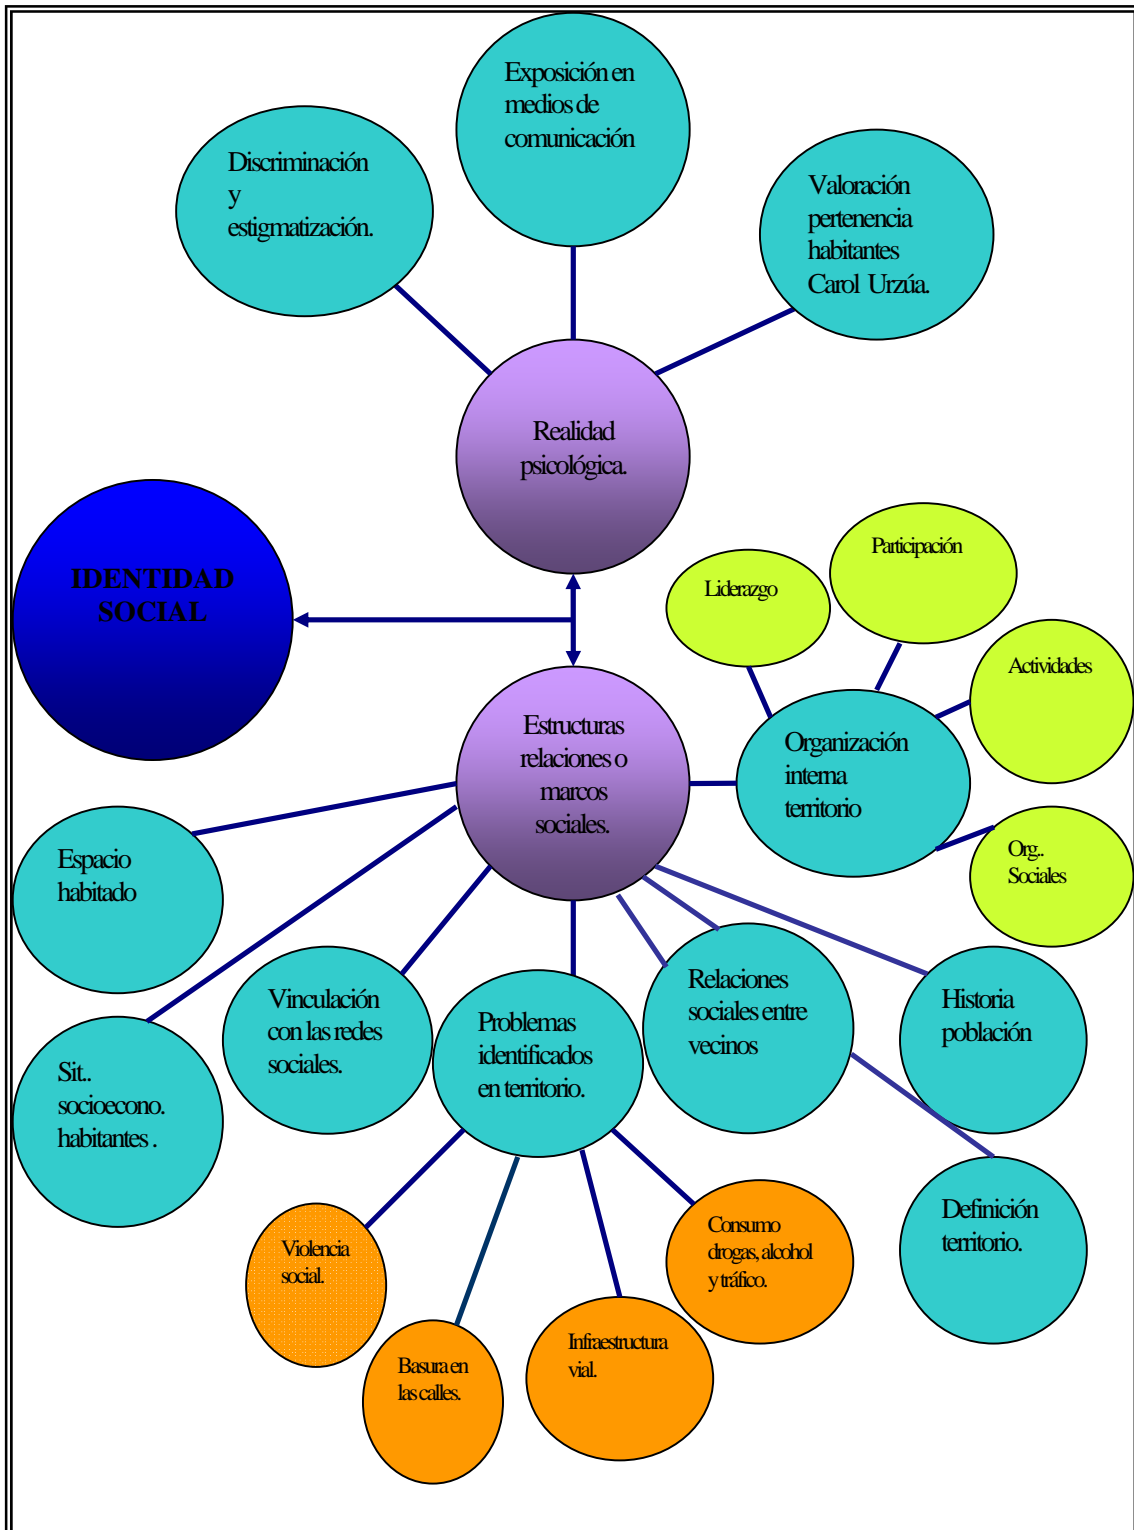 Exposición en
medios de
comunicación
Discriminación
y
estigmatización.
Valoración
pertenencia
habitantes
Carol Urzúa.
Realidad
psicológica.
IDENTIDAD
SOCIAL
Participación
Liderazgo
Actividades
Estructuras
relaciones o
marcos
sociales.
Organización
interna
territorio
Org..
Sociales
Espacio
habitado
Vinculación
con las redes
sociales.
Problemas
identificados
en territorio.
Relaciones
sociales entre
vecinos
Historia
población
Sit..
socioecono.
habitantes .
Definición
territorio.
Violencia
social.
Basura en
las calles.
Infraestructura
vial.
Consumo
drogas, alcohol
y tráfico.